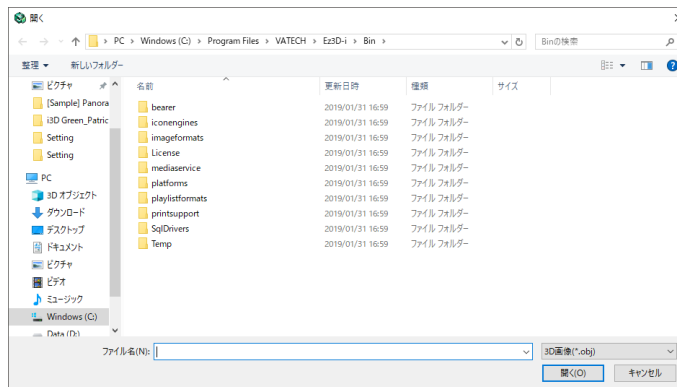 開く
PC › Windows (C:) › Program Files › VATECH › Ez3D-i › Bin ›
Binの検索
整理 新しいフォルダー
名前 更新日時 種類 サイズ
ピクチャ
[Sample] Panora
i3D Green_Patric
Setting
Setting
PC
3D オブジェクト
ダウンロード
デスクトップ
ドキュメント
ピクチャ
ビデオ
ミュージック
Windows (C:)
Data (D:)
bearer 2019/01/31 16:59 ファイル フォルダー
iconengines 2019/01/31 16:59 ファイル フォルダー
imageformats 2019/01/31 16:59 ファイル フォルダー
License 2019/01/31 16:59 ファイル フォルダー
mediaservice 2019/01/31 16:59 ファイル フォルダー
platforms 2019/01/31 16:59 ファイル フォルダー
playlistformats 2019/01/31 16:59 ファイル フォルダー
printsupport 2019/01/31 16:59 ファイル フォルダー
SqlDrivers 2019/01/31 16:59 ファイル フォルダー
Temp 2019/01/31 16:59 ファイル フォルダー
ファイル名(N):
3D画像(*.obj)
開く(O) キャンセル